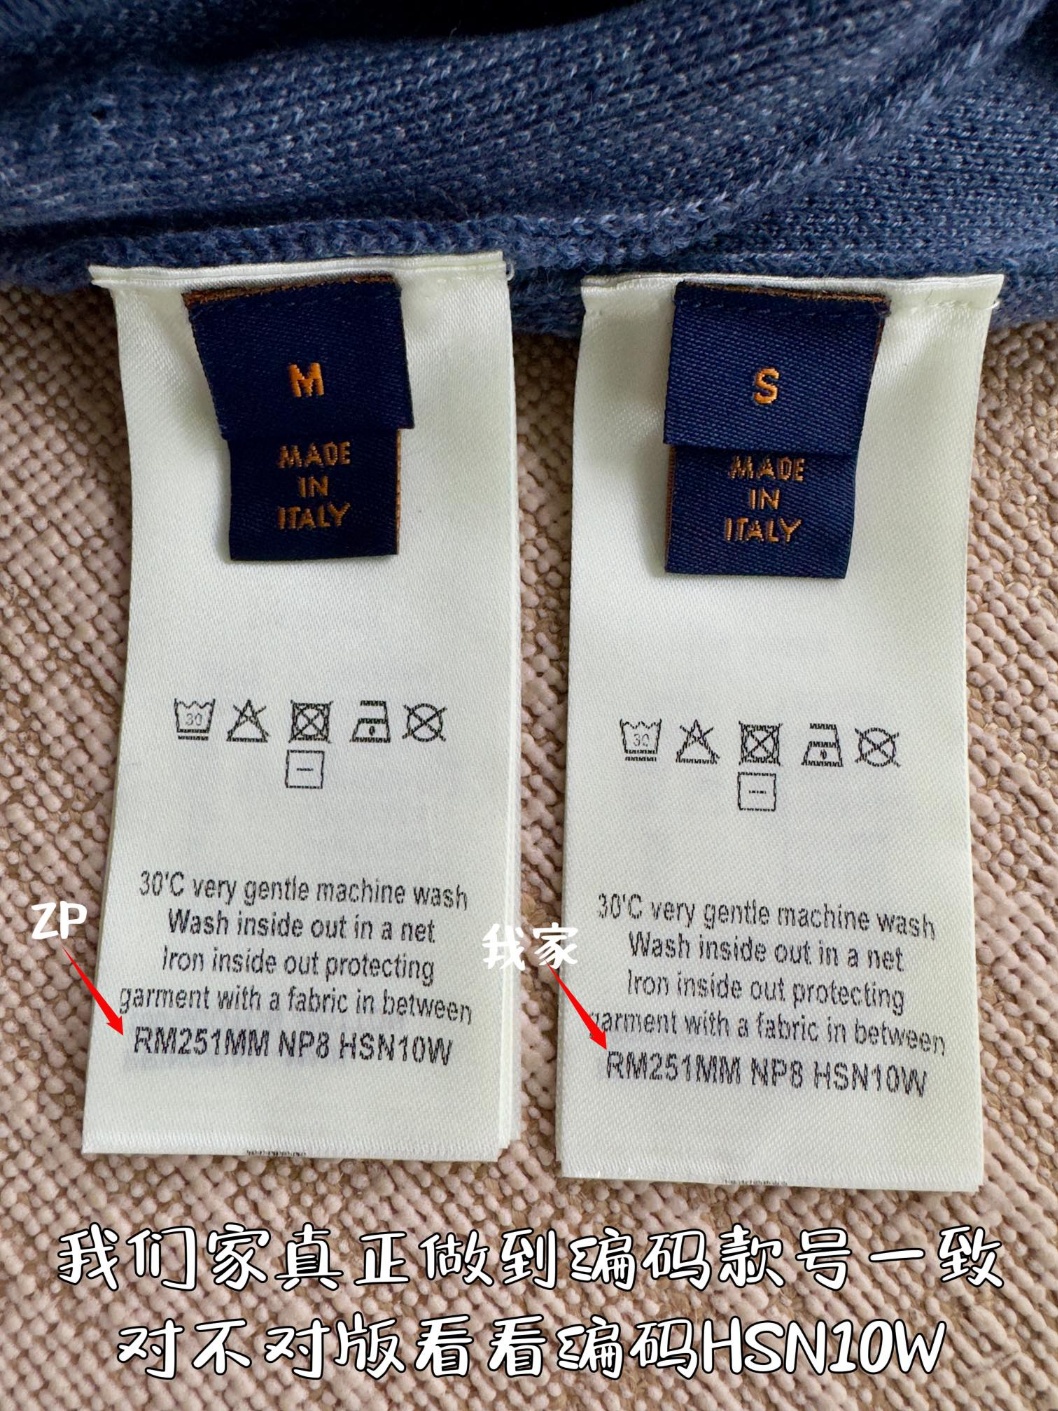 M
MADE
IN
ITALY
30
30'C very gentle machine wash
Wash inside out in a net
Iron inside out protecting
garment with a fabric in between
RM251MM NP8 HSN10W
ZP
S
MADE
IN
ITALY
30
30'C very gentle machine wash
Wash inside out in a net
Iron inside out protecting
garment with a fabric in between
RM251MM NP8 HSN10W
我家
我们家真正做到编码款号一致
对不对版看看编码HSN10W